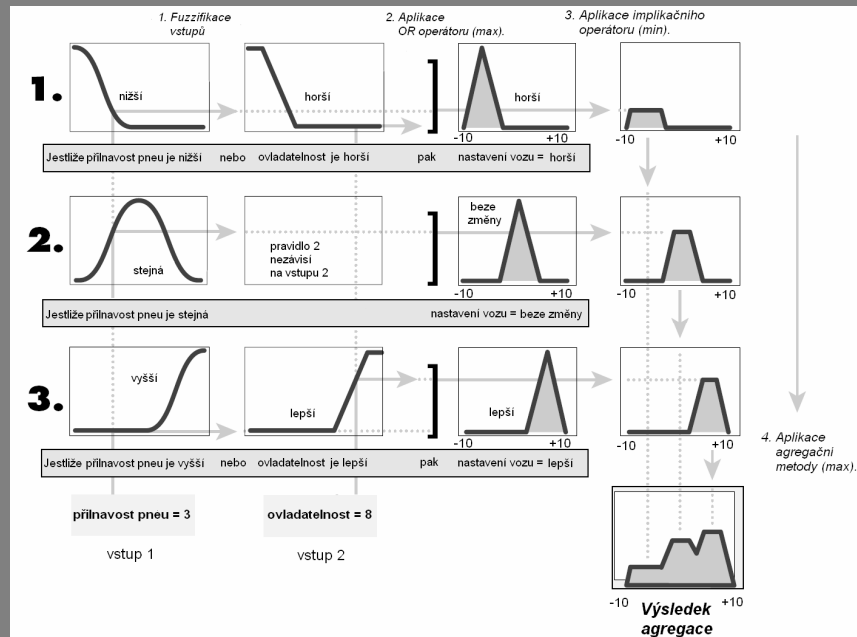 1. Fuzzifikace
vstupů
2. Aplikace
OR operátoru (max).
3. Aplikace implikačního
operátoru (min).
1.
nižší
horší
horší
-10
+10
-10
+10
Jestliže přilnavost pneu je nižší nebo ovladatelnost je horší pak nastavení vozu = horší
2.
stejná
pravidlo 2
nezávisí
na vstupu 2
beze
změny
-10
+10
-10
+10
Jestliže přilnavost pneu je stejná nastavení vozu = beze změny
3.
vyšší
lepší
lepší
-10
+10
-10
+10
Jestliže přilnavost pneu je vyšší nebo ovladatelnost je lepší pak nastavení vozu = lepší
4. Aplikace
agregační
metody (max).
přilnavost pneu = 3
ovladatelnost = 8
vstup 1
vstup 2
-10
+10
Výsledek
agregace